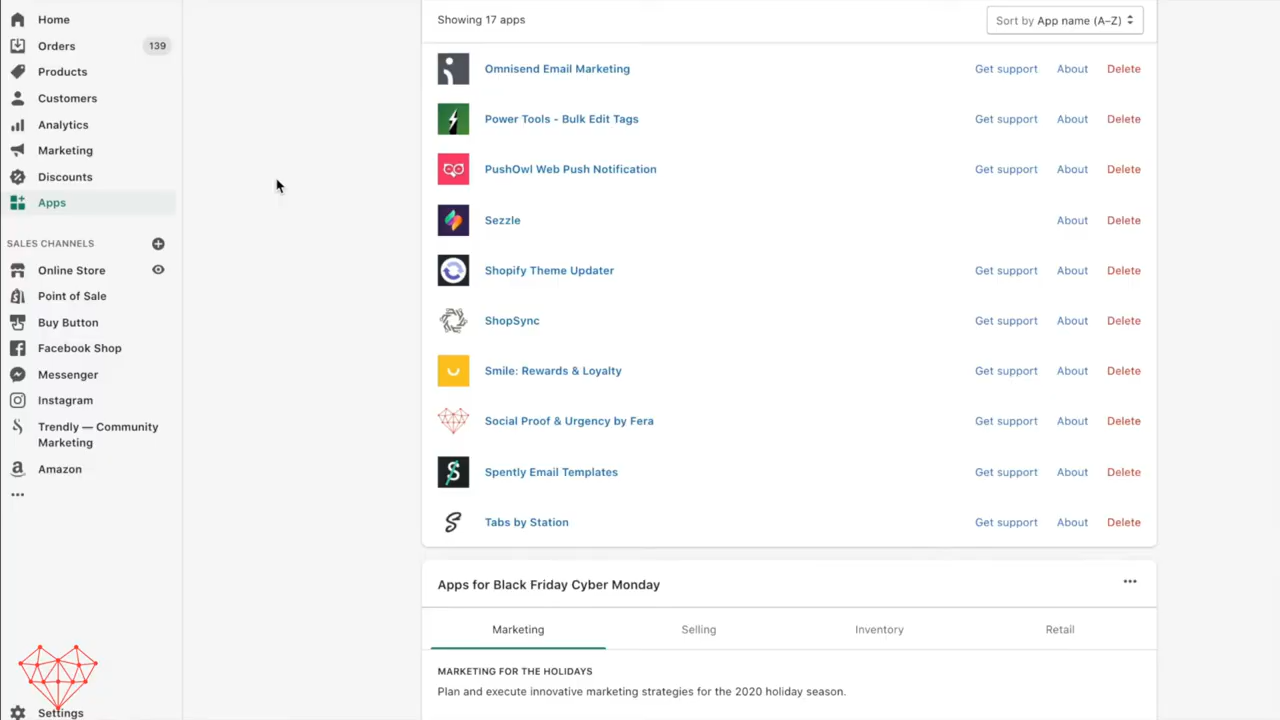 Home
Orders 139
Products
Customers
Analytics
Marketing
Discounts
Apps
SALES CHANNELS
Online Store
Point of Sale
Buy Button
Facebook Shop
Messenger
Instagram
Trendly — Community
Marketing
Amazon
Settings
Showing 17 apps
Sort by App name (A–Z)
Omnisend Email Marketing Get support About Delete
Power Tools - Bulk Edit Tags Get support About Delete
PushOwl Web Push Notification Get support About Delete
Sezzle About Delete
Shopify Theme Updater Get support About Delete
ShopSync Get support About Delete
Smile: Rewards & Loyalty Get support About Delete
Social Proof & Urgency by Fera Get support About Delete
Spently Email Templates Get support About Delete
Tabs by Station Get support About Delete
Apps for Black Friday Cyber Monday
Marketing Selling Inventory Retail
MARKETING FOR THE HOLIDAYS
Plan and execute innovative marketing strategies for the 2020 holiday season.